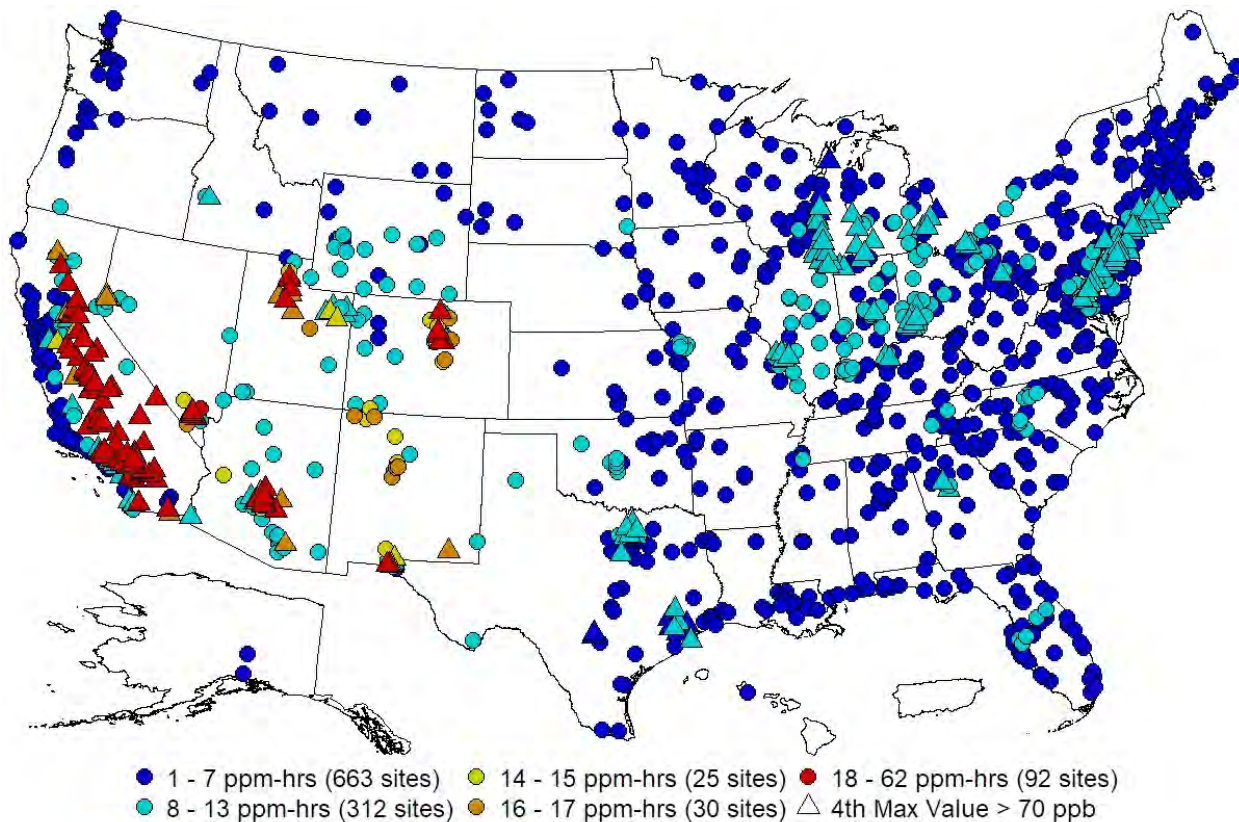 1 - 7 ppm-hrs (663 sites) 14 - 15 ppm-hrs (25 sites) 18 - 62 ppm-hrs (92 sites)
8 - 13 ppm-hrs (312 sites) 16 - 17 ppm-hrs (30 sites) 4th Max Value > 70 ppb